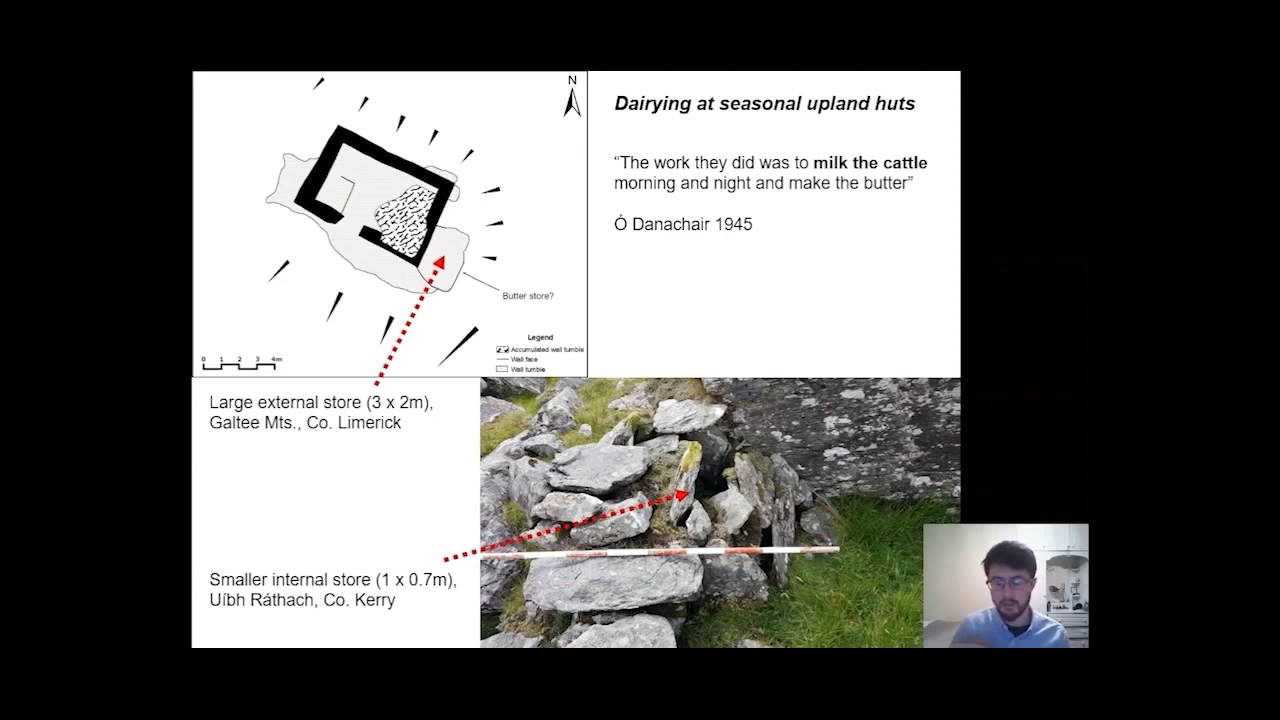 N
Butter store?
Legend
Accumulated wall tumble
Wall face
Wall tumble
0 1 2 3 4m
Dairying at seasonal upland huts
“The work they did was to milk the cattle
morning and night and make the butter”
Ó Danachair 1945
Large external store (3 x 2m),
Galtee Mts., Co. Limerick
Smaller internal store (1 x 0.7m),
Uíbh Ráthach, Co. Kerry